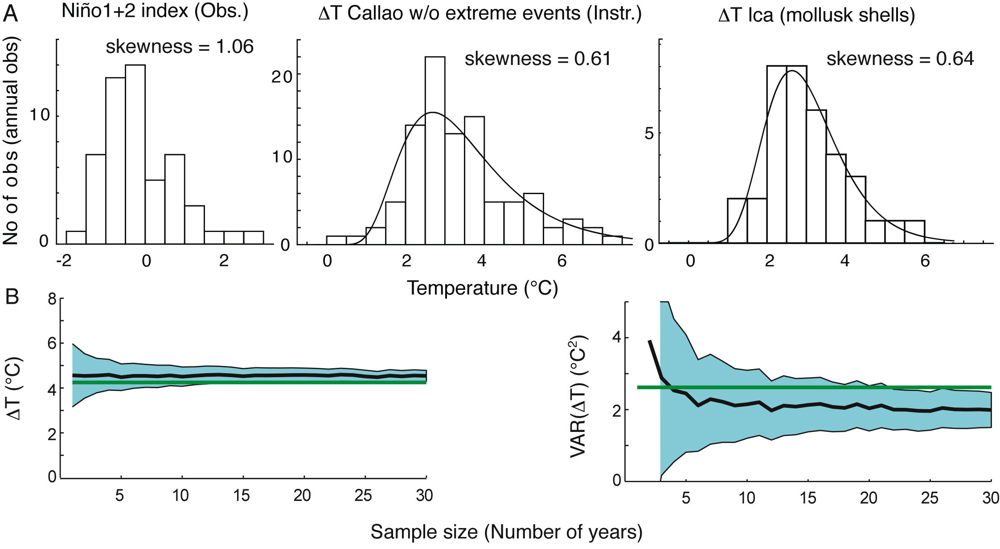 A
Niño1+2 index (Obs.)
ΔT Callao w/o extreme events (Instr.)
ΔT Ica (mollusk shells)
skewness = 1.06
skewness = 0.61
skewness = 0.64
No of obs (annual obs)
10
0
20
10
0
5
0
-2 0 2
0 2 4 6
0 2 4 6
Temperature (°C)
B
8
6
4
2
0
ΔT (°C)
5 10 15 20 25 30
4
2
0
VAR(ΔT) (°C²)
5 10 15 20 25 30
Sample size (Number of years)